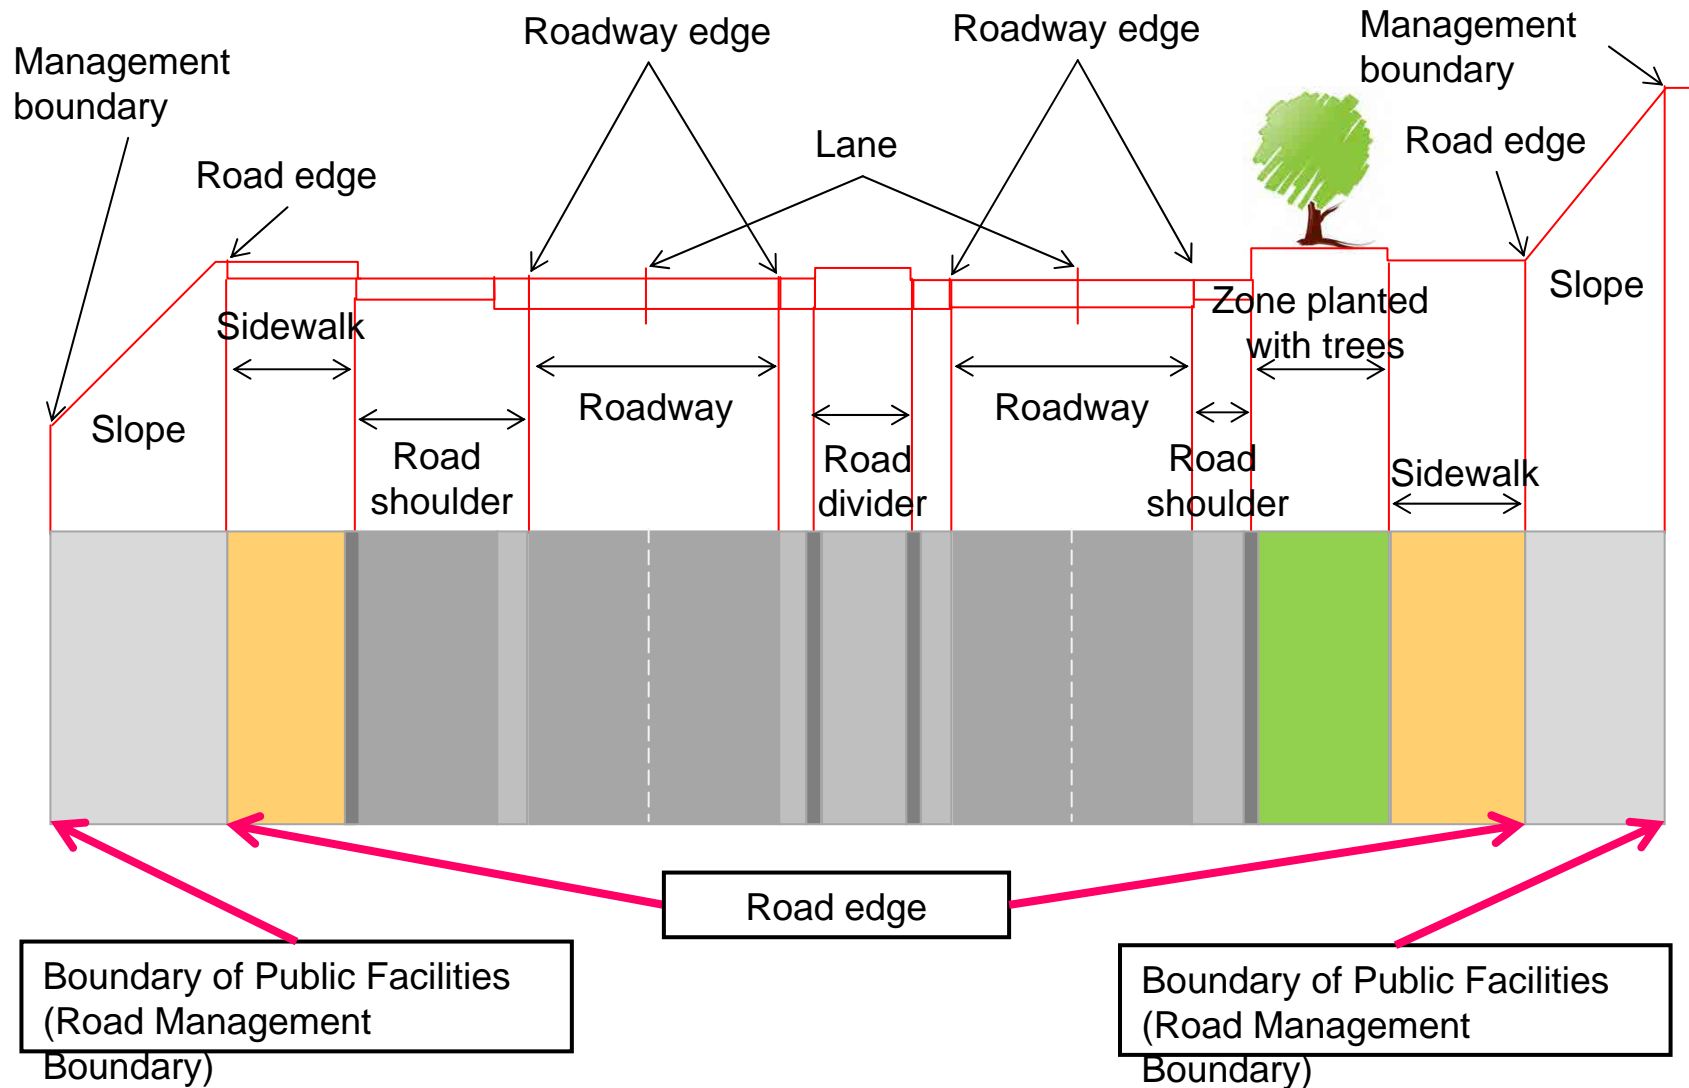 Management
boundary
Roadway edge
Roadway edge
Management
boundary
Road edge
Lane
Road edge
Slope
Sidewalk
Zone planted
with trees
Slope
Roadway
Roadway
Road
shoulder
Road
divider
Road
shoulder
Sidewalk
Road edge
Boundary of Public Facilities
(Road Management
Boundary)
Boundary of Public Facilities
(Road Management
Boundary)